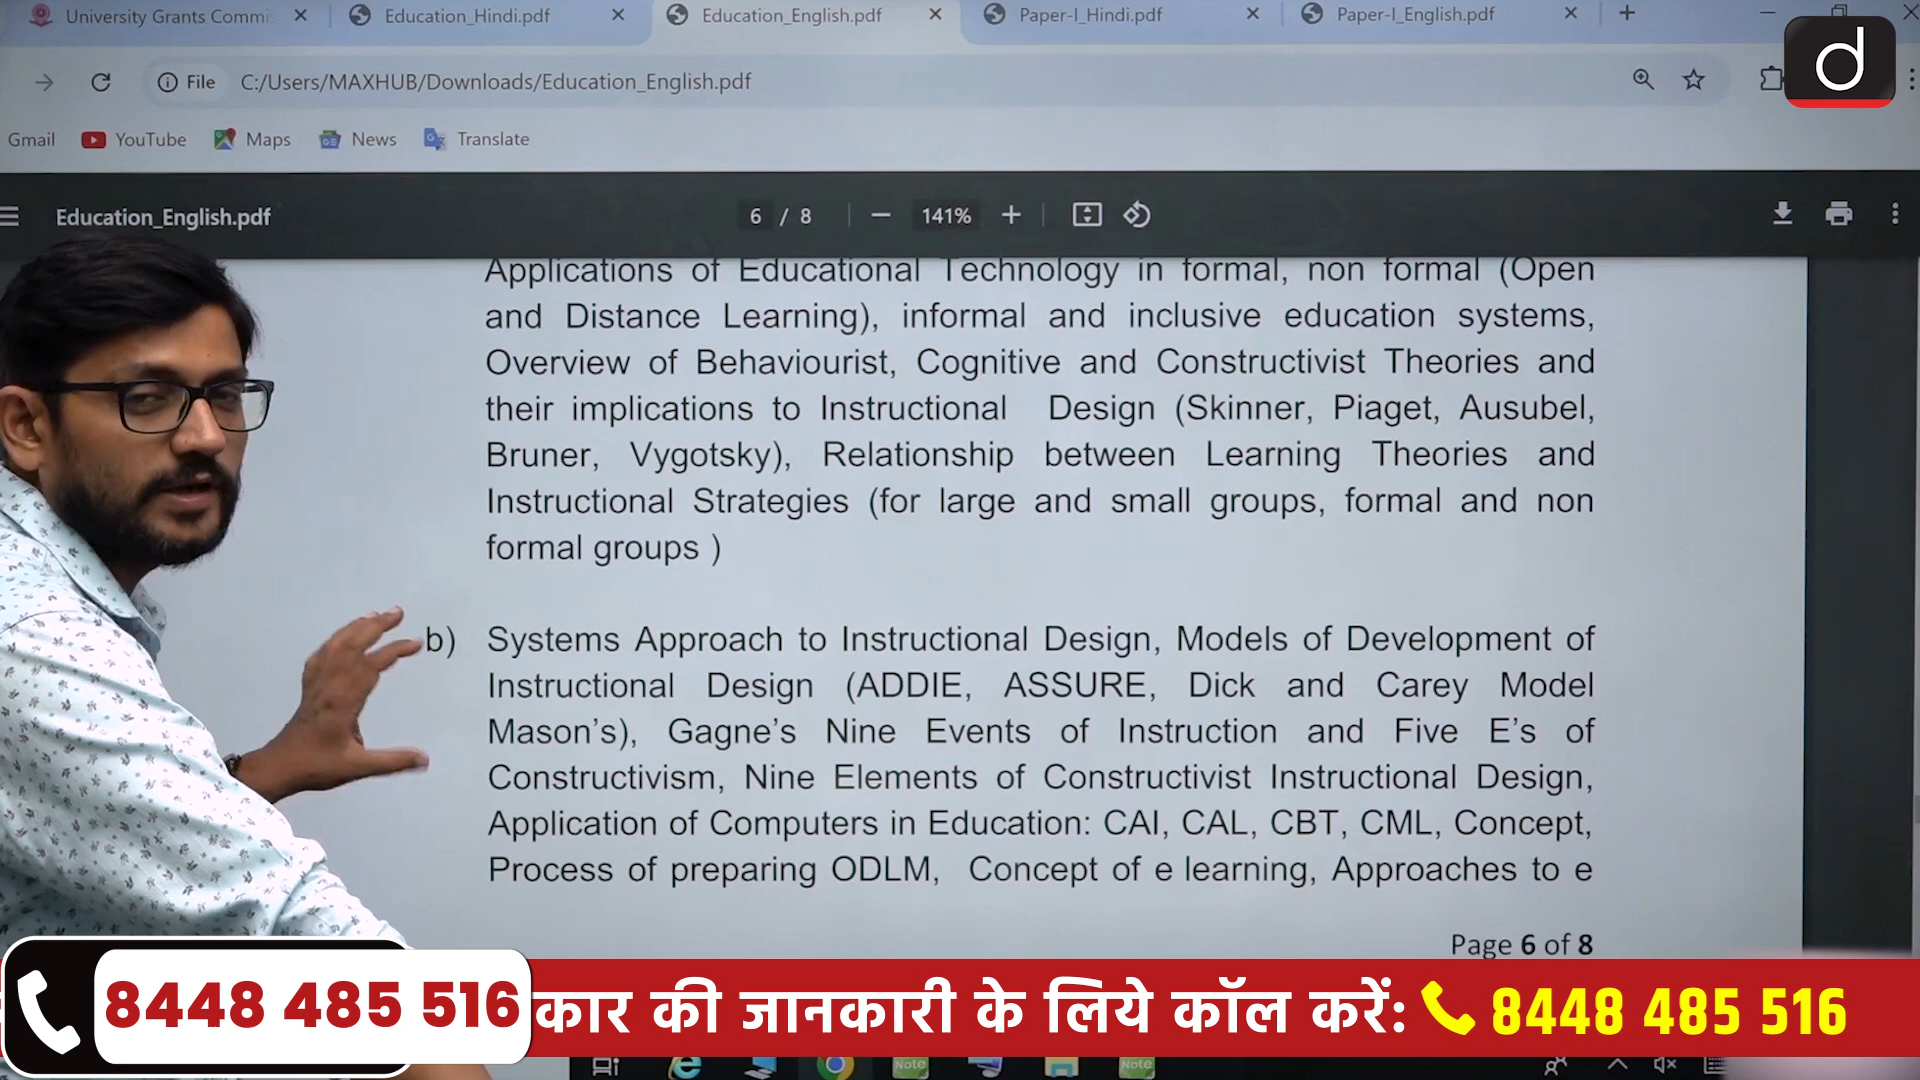 University Grants Commi
Education_Hindi.pdf
Education_English.pdf
Paper-I_Hindi.pdf
Paper-I_English.pdf
File C:/Users/MAXHUB/Downloads/Education_English.pdf
d
Gmail YouTube Maps News Translate
Education_English.pdf 6 / 8 141%
Applications of Educational Technology in formal, non formal (Open
and Distance Learning), informal and inclusive education systems,
Overview of Behaviourist, Cognitive and Constructivist Theories and
their implications to Instructional Design (Skinner, Piaget, Ausubel,
Bruner, Vygotsky), Relationship between Learning Theories and
Instructional Strategies (for large and small groups, formal and non
formal groups )
b) Systems Approach to Instructional Design, Models of Development of
Instructional Design (ADDIE, ASSURE, Dick and Carey Model
Mason's), Gagne's Nine Events of Instruction and Five E's of
Constructivism, Nine Elements of Constructivist Instructional Design,
Application of Computers in Education: CAI, CAL, CBT, CML, Concept,
Process of preparing ODLM, Concept of e learning, Approaches to e
Page 6 of 8
8448 485 516
कार की जानकारी के लिये कॉल करें: 8448 485 516
Note Note